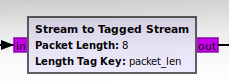 Stream to Tagged Stream
in
Packet Length: 8
out
Length Tag Key: packet_len